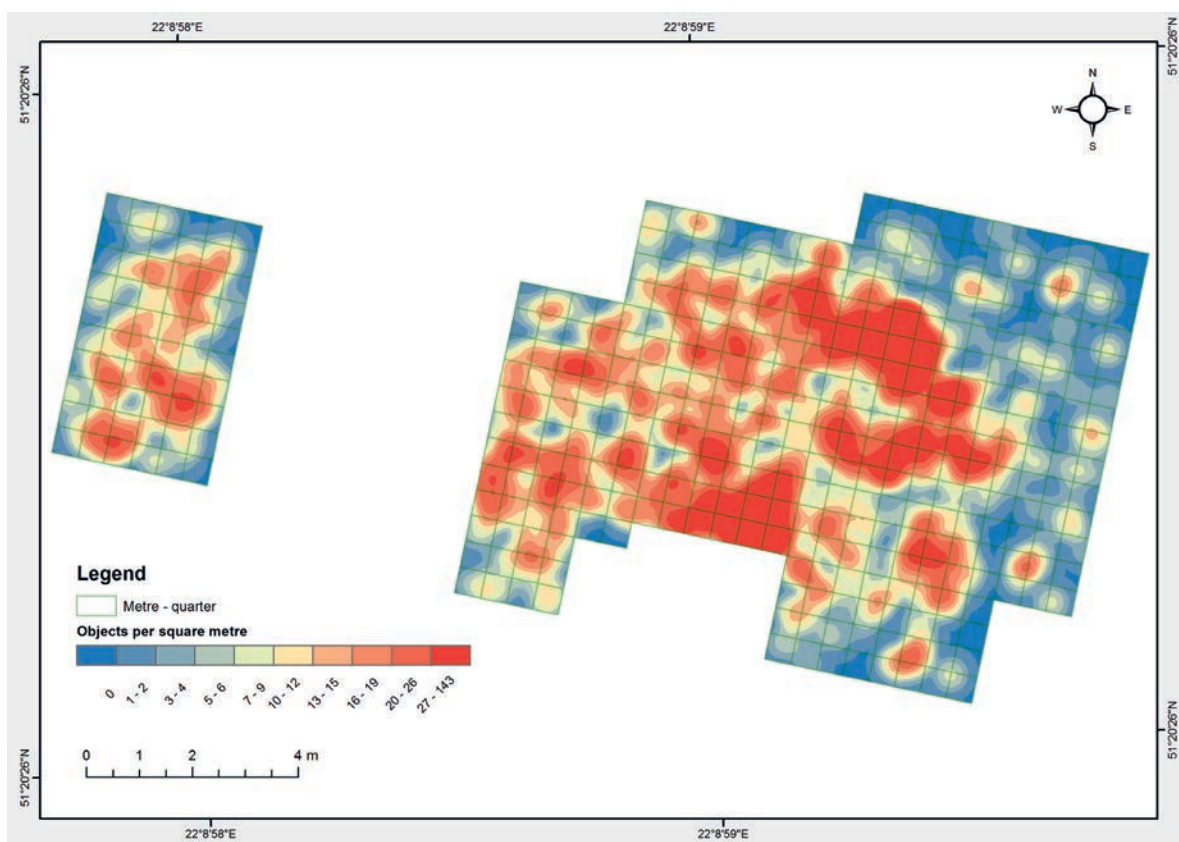 22°8'58"E 22°8'59"E
51°20'26"N 51°20'26"N
N
W E
S
Legend
Metre - quarter
Objects per square metre
0 1 - 2 3 - 4 5 - 6 7 - 9 10 - 12 13 - 15 16 - 19 20 - 26 27 - 143
0 1 2 4 m
51°20'26"N 51°20'26"N
22°8'58"E 22°8'59"E